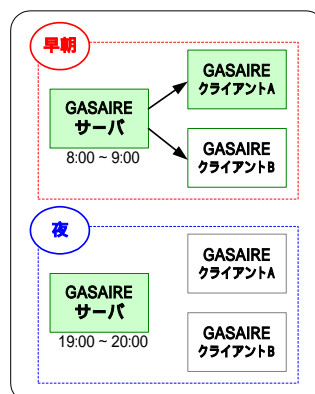 早朝
GASAIRE
サーバ
8:00 ~ 9:00
GASAIRE
クライアントA
GASAIRE
クライアントB
夜
GASAIRE
サーバ
19:00 ~ 20:00
GASAIRE
クライアントA
GASAIRE
クライアントB